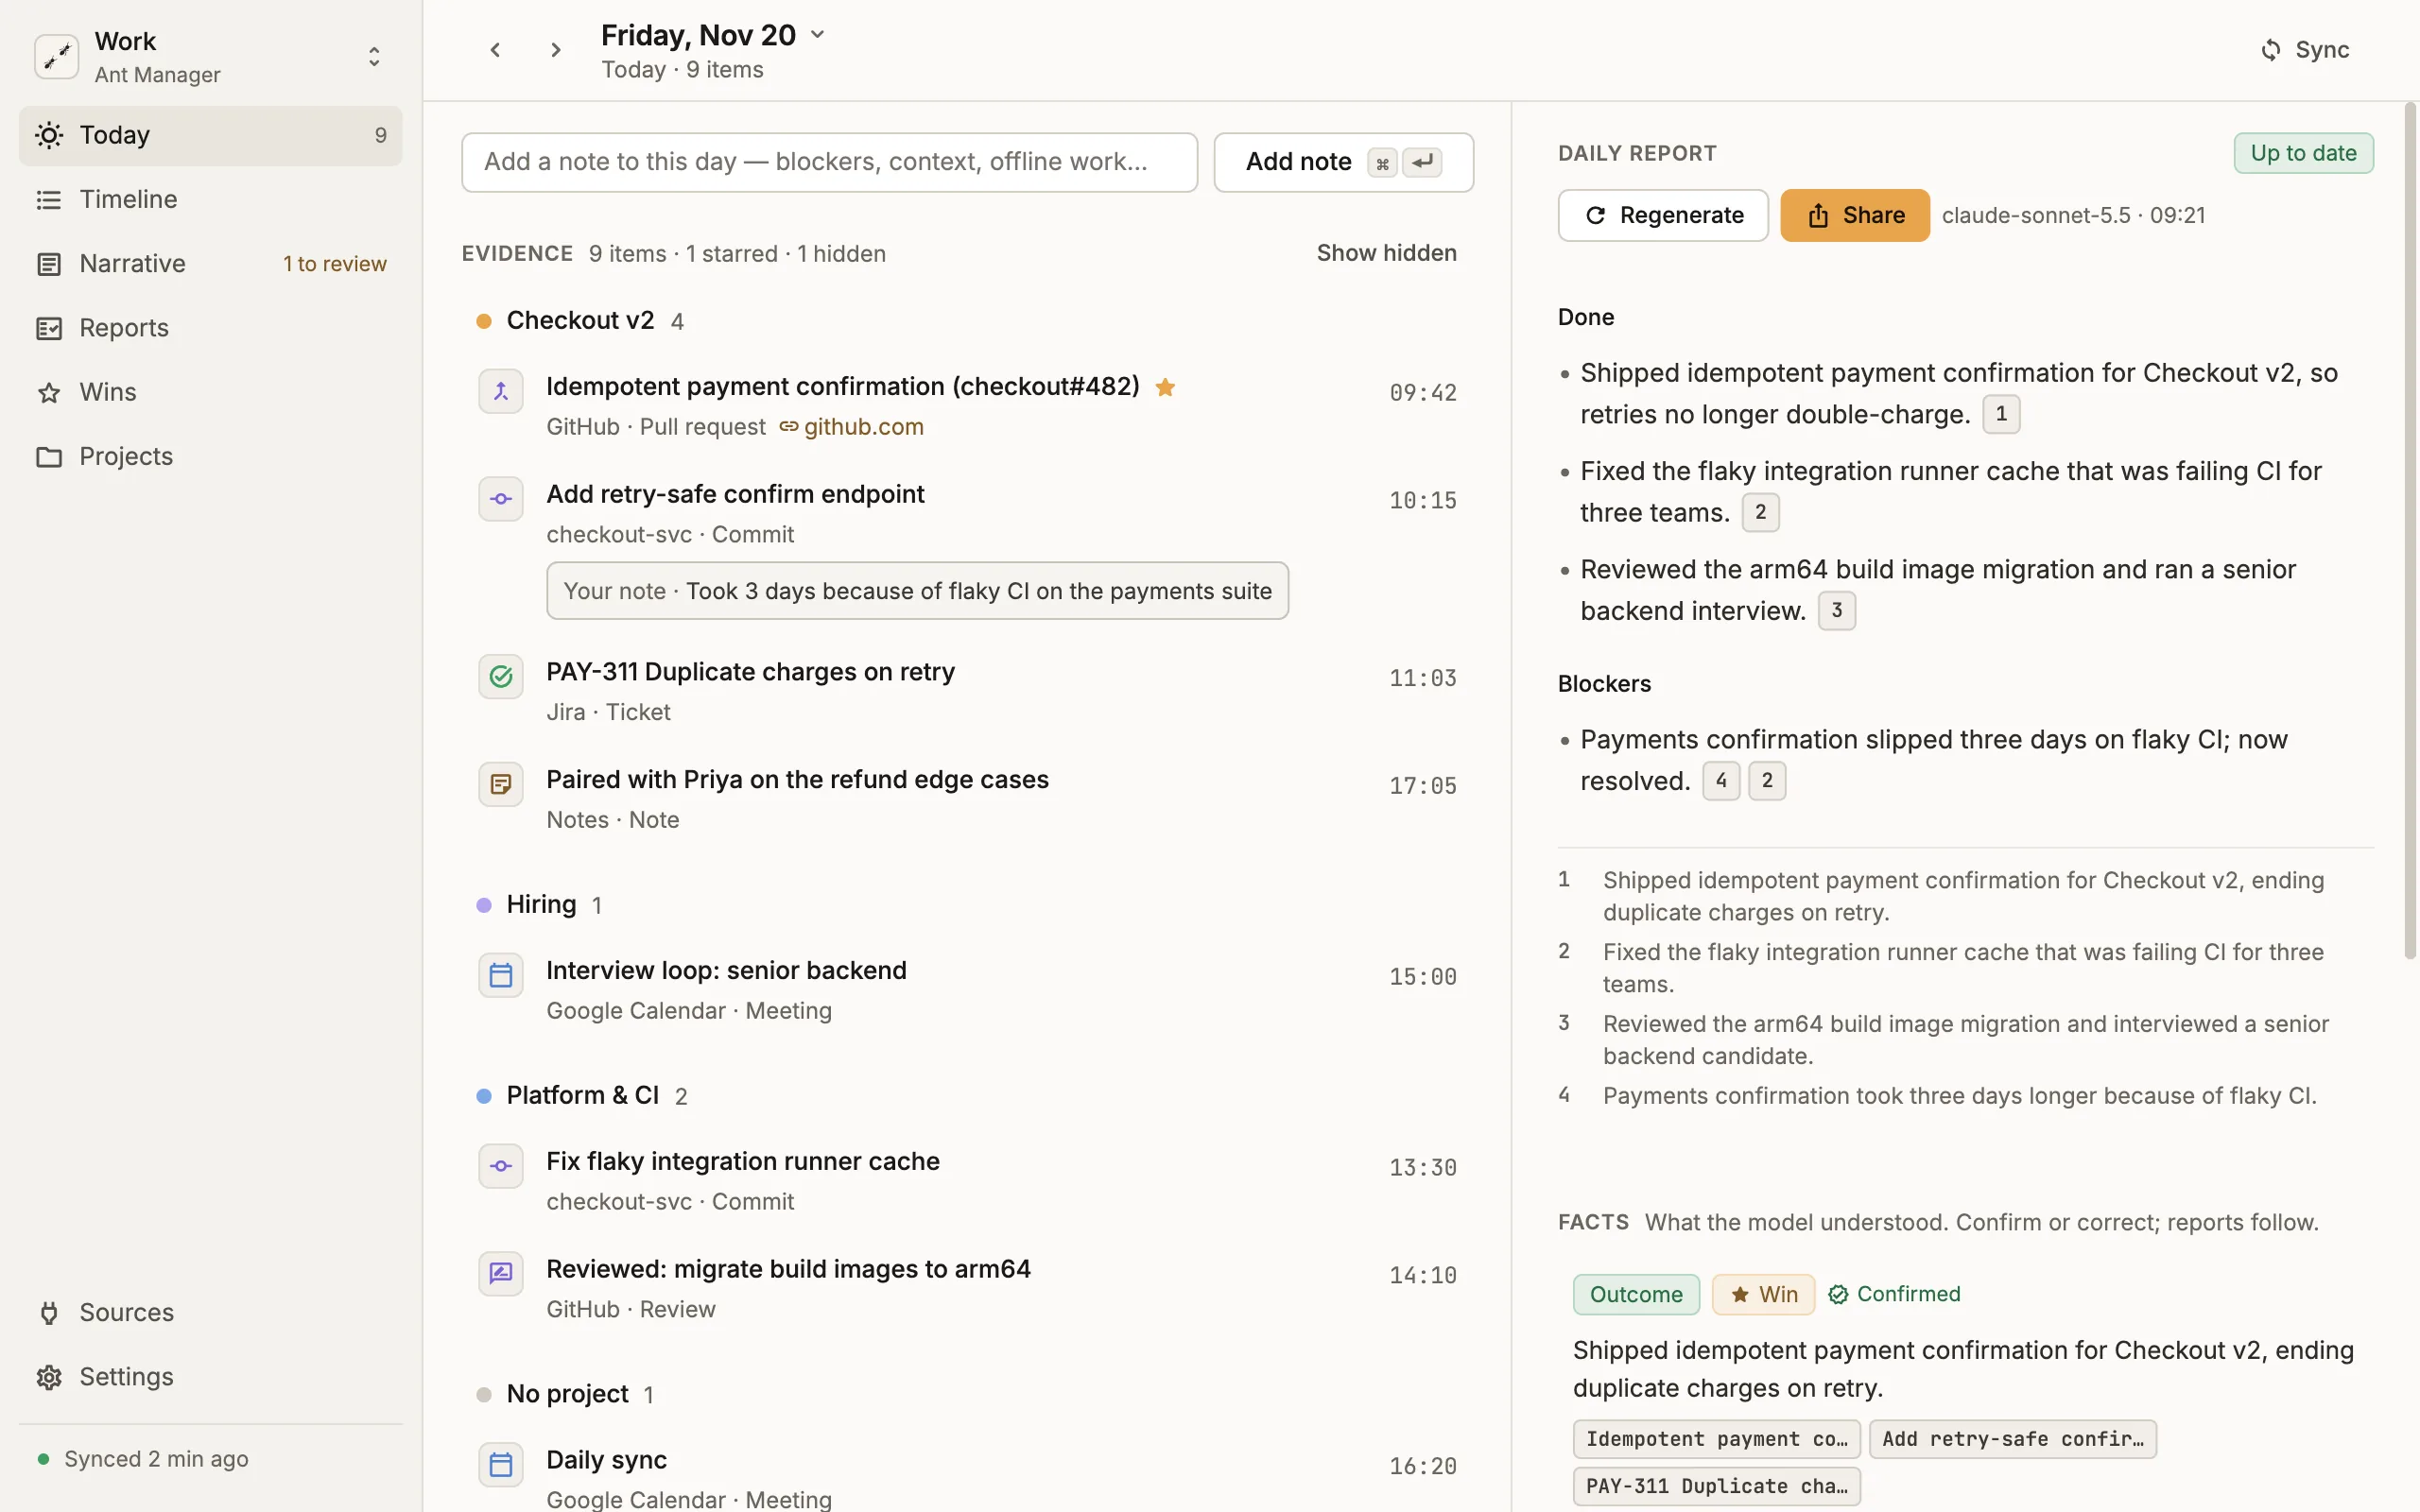 Work
Ant Manager
Today 9
Timeline
Narrative 1 to review
Reports
Wins
Projects
Sources
Settings
Synced 2 min ago
Friday, Nov 20
Today · 9 items
Sync
Add a note to this day — blockers, context, offline work...
Add note ⌘ ↵
EVIDENCE 9 items · 1 starred · 1 hidden Show hidden
Checkout v2 4
Idempotent payment confirmation (checkout#482) 09:42
GitHub · Pull request github.com
Add retry-safe confirm endpoint 10:15
checkout-svc · Commit
Your note · Took 3 days because of flaky CI on the payments suite
PAY-311 Duplicate charges on retry 11:03
Jira · Ticket
Paired with Priya on the refund edge cases 17:05
Notes · Note
Hiring 1
Interview loop: senior backend 15:00
Google Calendar · Meeting
Platform & CI 2
Fix flaky integration runner cache 13:30
checkout-svc · Commit
Reviewed: migrate build images to arm64 14:10
GitHub · Review
No project 1
Daily sync 16:20
Google Calendar · Meeting
DAILY REPORT Up to date
Regenerate Share claude-sonnet-5.5 · 09:21
Done
• Shipped idempotent payment confirmation for Checkout v2, so
retries no longer double-charge. 1
• Fixed the flaky integration runner cache that was failing CI for
three teams. 2
• Reviewed the arm64 build image migration and ran a senior
backend interview. 3
Blockers
• Payments confirmation slipped three days on flaky CI; now
resolved. 4 2
1 Shipped idempotent payment confirmation for Checkout v2, ending
duplicate charges on retry.
2 Fixed the flaky integration runner cache that was failing CI for three
teams.
3 Reviewed the arm64 build image migration and interviewed a senior
backend candidate.
4 Payments confirmation took three days longer because of flaky CI.
FACTS What the model understood. Confirm or correct; reports follow.
Outcome Win Confirmed
Shipped idempotent payment confirmation for Checkout v2, ending
duplicate charges on retry.
Idempotent payment co… Add retry-safe confir…
PAY-311 Duplicate cha…